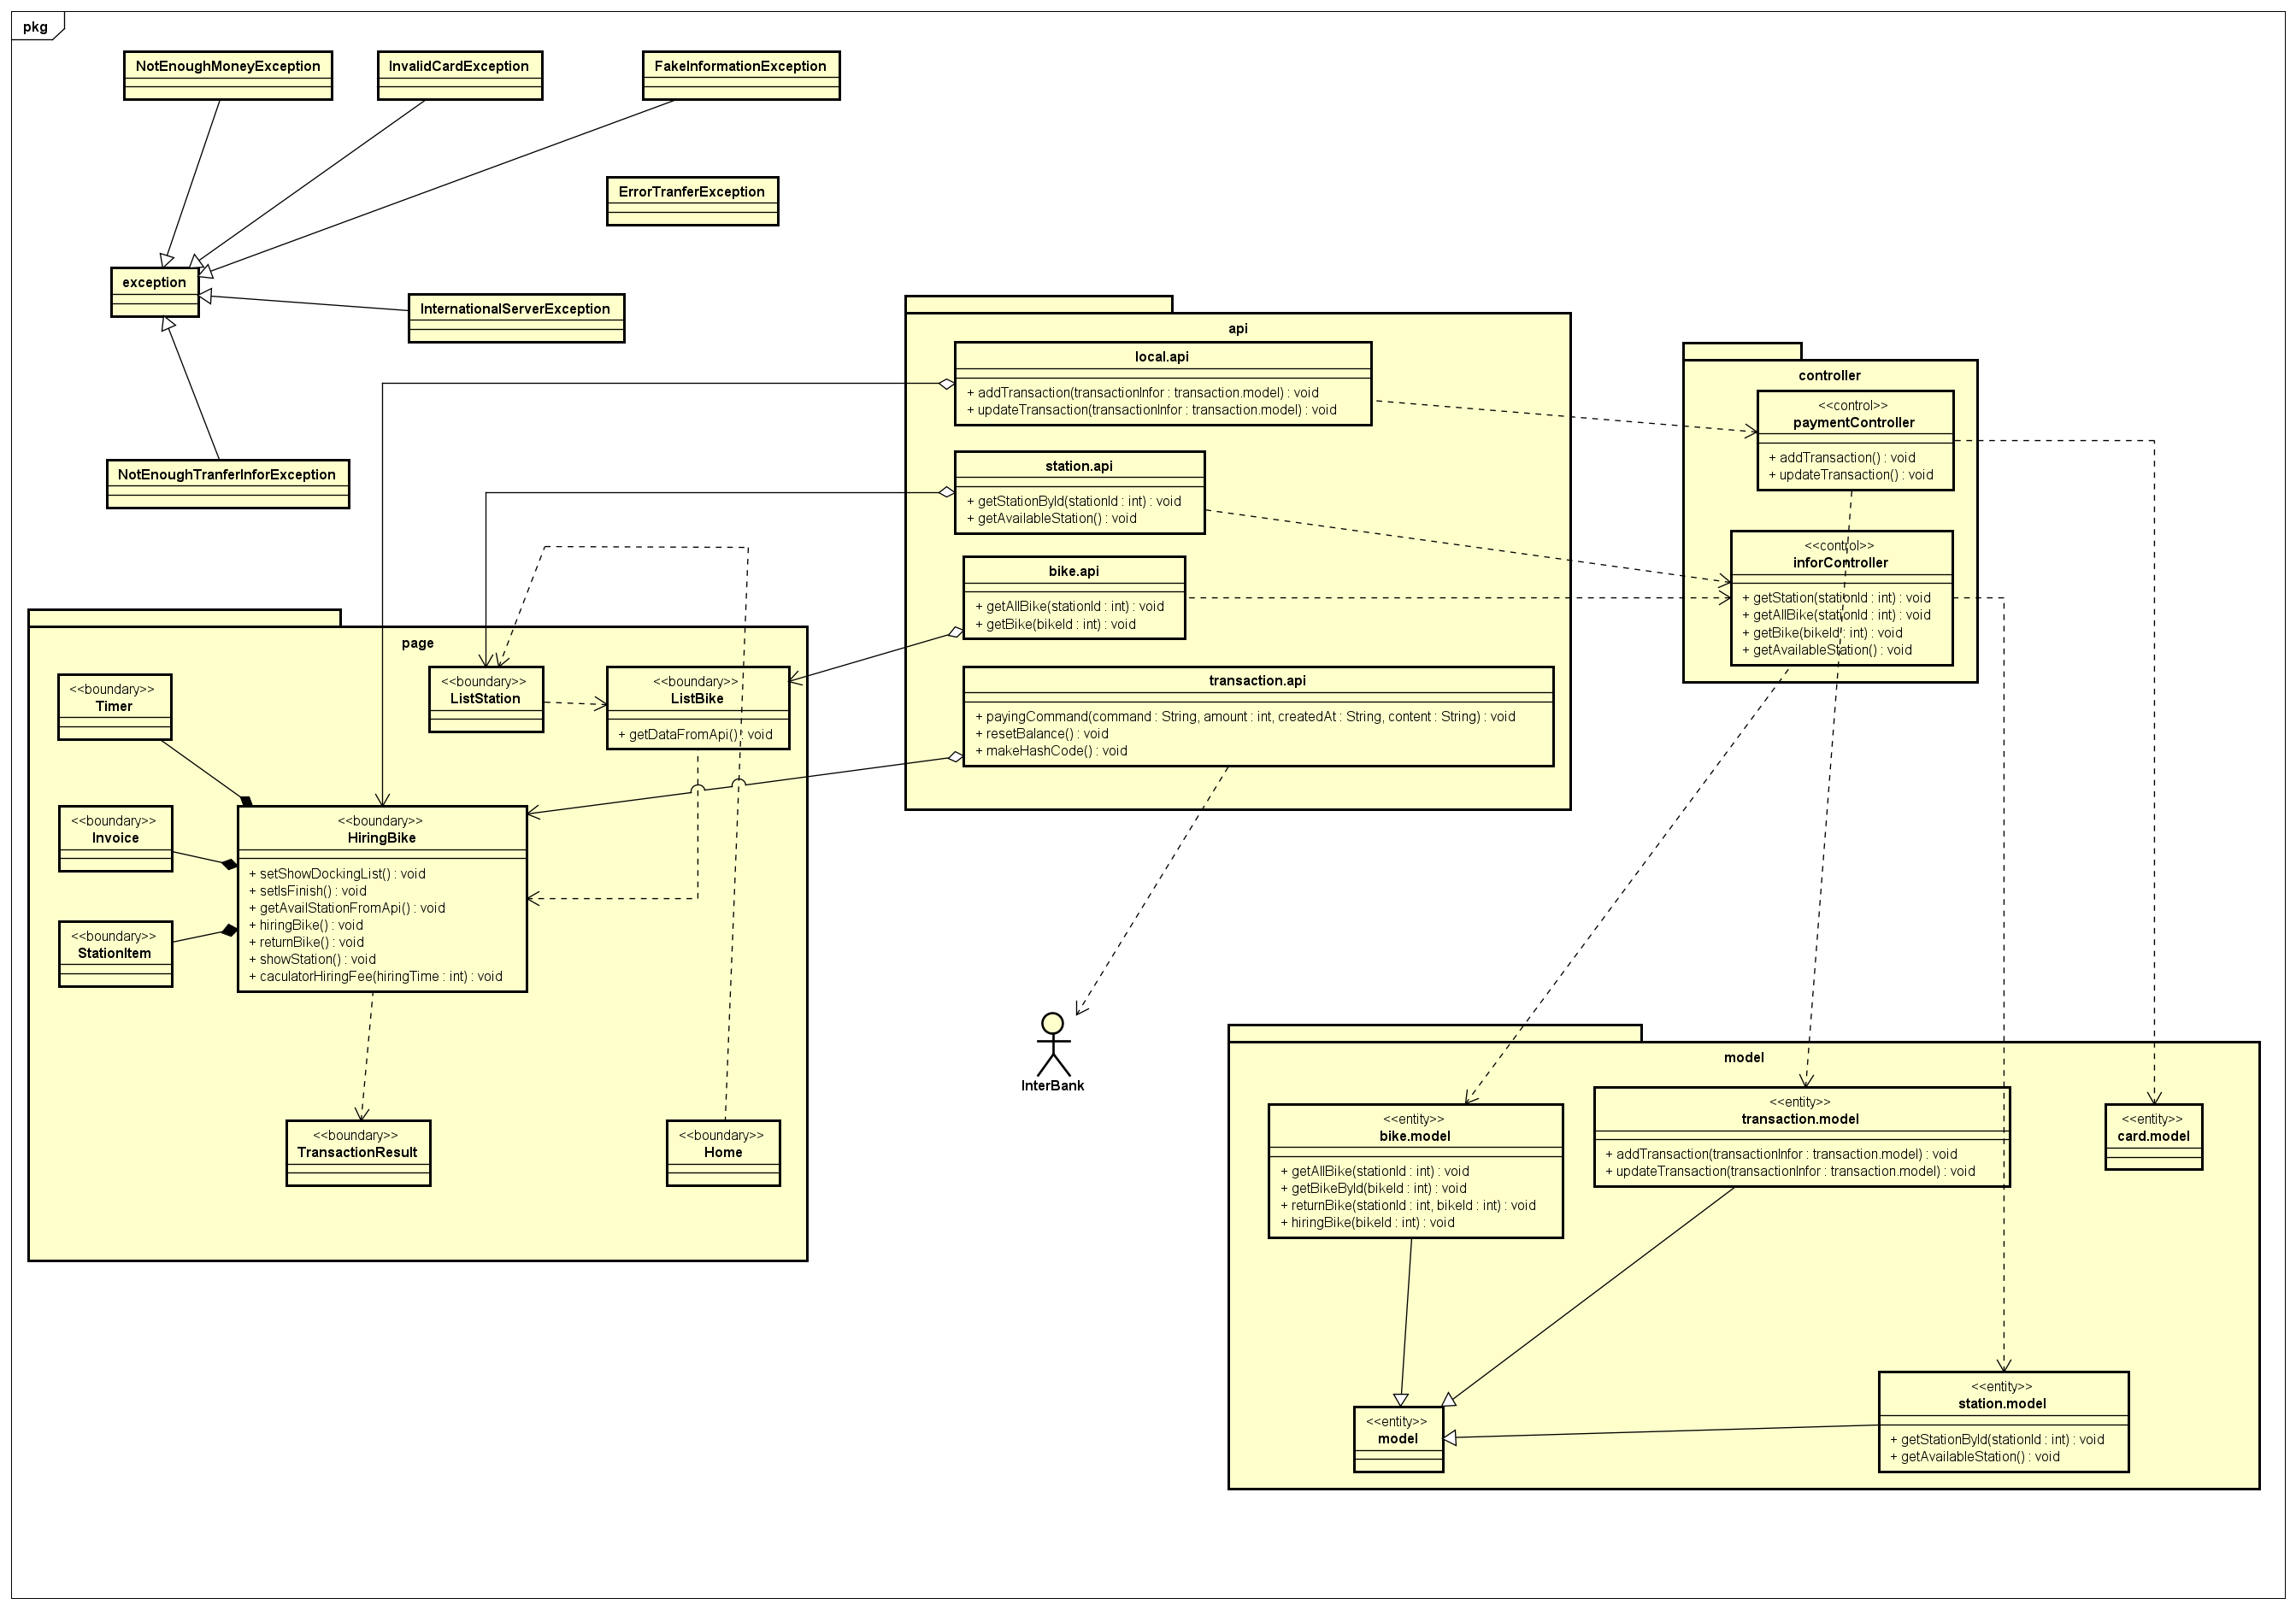 pkg
NotEnoughMoneyException
InvalidCardException
FakeInformationException
ErrorTranferException
exception
InternationalServerException
NotEnoughTranferInforException
api
local.api
+ addTransaction(transactionInfor : transaction.model) : void
+ updateTransaction(transactionInfor : transaction.model) : void
station.api
+ getStationById(stationId : int) : void
+ getAvailableStation() : void
bike.api
+ getAllBike(stationId : int) : void
+ getBike(bikeId : int) : void
transaction.api
+ payingCommand(command : String, amount : int, createdAt : String, content : String) : void
+ resetBalance() : void
+ makeHashCode() : void
controller
<<control>>
paymentController
+ addTransaction() : void
+ updateTransaction() : void
<<control>>
inforController
+ getStation(stationId : int) : void
+ getAllBike(stationId : int) : void
+ getBike(bikeId : int) : void
+ getAvailableStation() : void
page
<<boundary>>
Timer
<<boundary>>
ListStation
<<boundary>>
ListBike
+ getDataFromApi() : void
<<boundary>>
Invoice
<<boundary>>
HiringBike
+ setShowDockingList() : void
+ setIsFinish() : void
+ getAvailStationFromApi() : void
+ hiringBike() : void
+ returnBike() : void
+ showStation() : void
+ caculatorHiringFee(hiringTime : int) : void
<<boundary>>
StationItem
<<boundary>>
TransactionResult
<<boundary>>
Home
InterBank
model
<<entity>>
bike.model
+ getAllBike(stationId : int) : void
+ getBikeById(bikeId : int) : void
+ returnBike(stationId : int, bikeId : int) : void
+ hiringBike(bikeId : int) : void
<<entity>>
transaction.model
+ addTransaction(transactionInfor : transaction.model) : void
+ updateTransaction(transactionInfor : transaction.model) : void
<<entity>>
card.model
<<entity>>
model
<<entity>>
station.model
+ getStationById(stationId : int) : void
+ getAvailableStation() : void